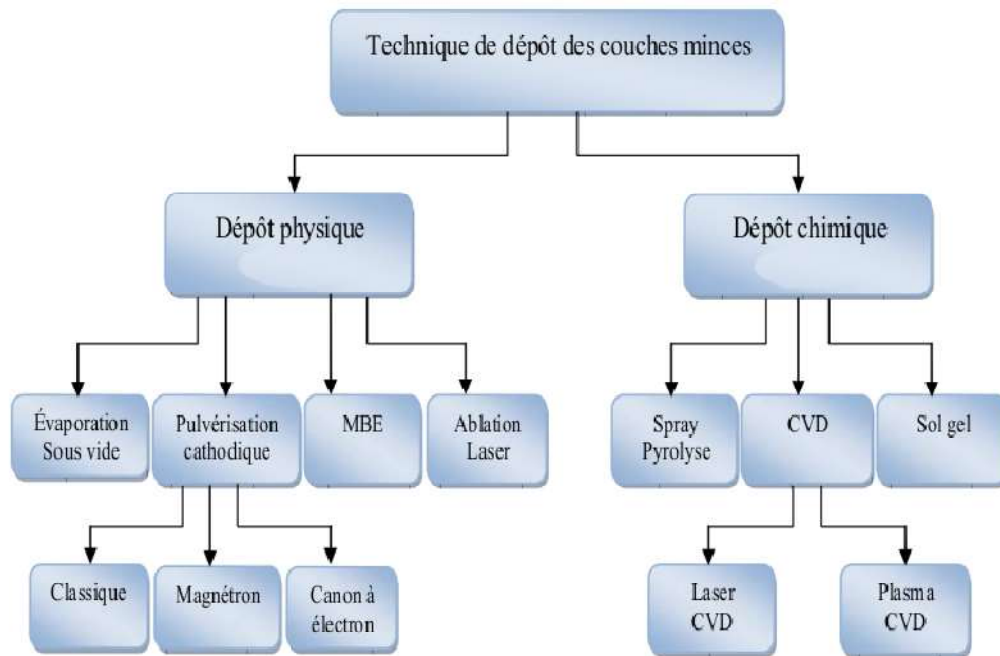 Technique de dépôt des couches minces
Dépôt physique
Dépôt chimique
Évaporation
Sous vide
Pulvérisation
cathodique
MBE
Ablation
Laser
Spray
Pyrolyse
CVD
Sol gel
Classique
Magnétron
Canon à
électron
Laser
CVD
Plasma
CVD